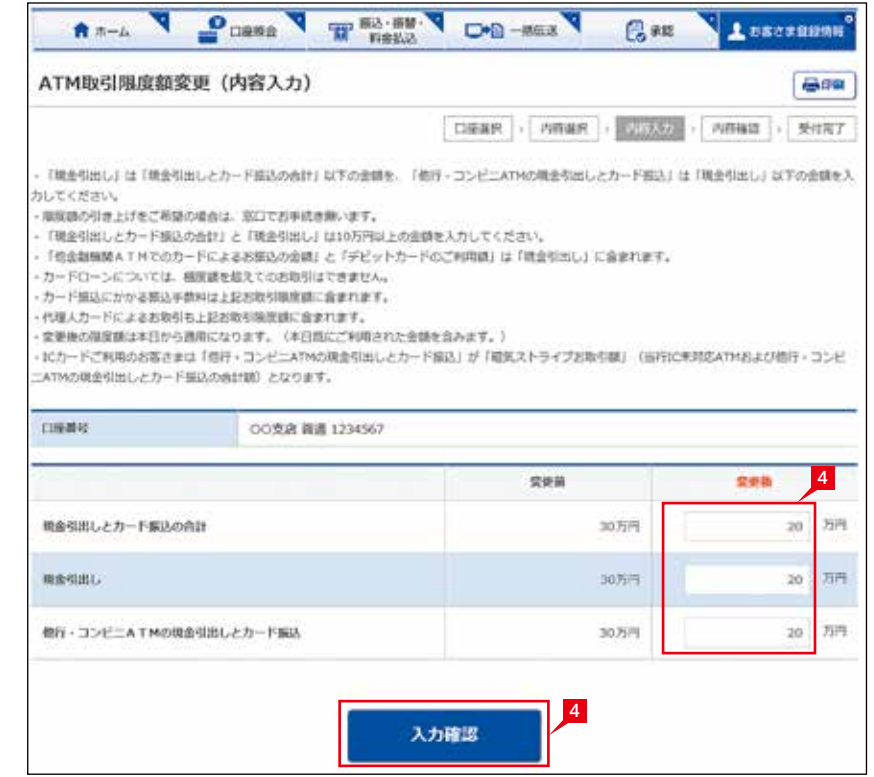 ホーム
口座照会
振込・振替・
料金払込
一括伝送
承認
お客さま登録情報
ATM取引限度額変更（内容入力）
印刷
口座選択 › 内容選択 › 内容入力 › 内容確認 › 受付完了
・「現金引出し」は「現金引出しとカード振込の合計」以下の金額を、「他行・コンビニATMの現金引出しとカード振込」は「現金引出し」以下の金額を入
力してください。
・限度額の引き上げをご希望の場合は、窓口でお手続き願います。
・「現金引出しとカード振込の合計」と「現金引出し」は10万円以上の金額を入力してください。
・「他金融機関ＡＴＭでのカードによるお振込の金額」と「デビットカードのご利用額」は「現金引出し」に含まれます。
・カードローンについては、極度額を超えてのお取引はできません。
・カード振込にかかる振込手数料は上記お取引限度額に含まれます。
・代理人カードによるお取引も上記お取引限度額に含まれます。
・変更後の限度額は本日から適用になります。（本日既にご利用された金額を含みます。）
・ICカードご利用のお客さまは「他行・コンビニATMの現金引出しとカード振込」が「磁気ストライプお取引額」（当行IC未対応ATMおよび他行・コンビ
ニATMの現金引出しとカード振込の合計額）となります。
口座番号 〇〇支店 普通 1234567
変更前 変更後 4
現金引出しとカード振込の合計 30万円 20 万円
現金引出し 30万円 20 万円
他行・コンビニＡＴＭの現金引出しとカード振込 30万円 20 万円
4
入力確認